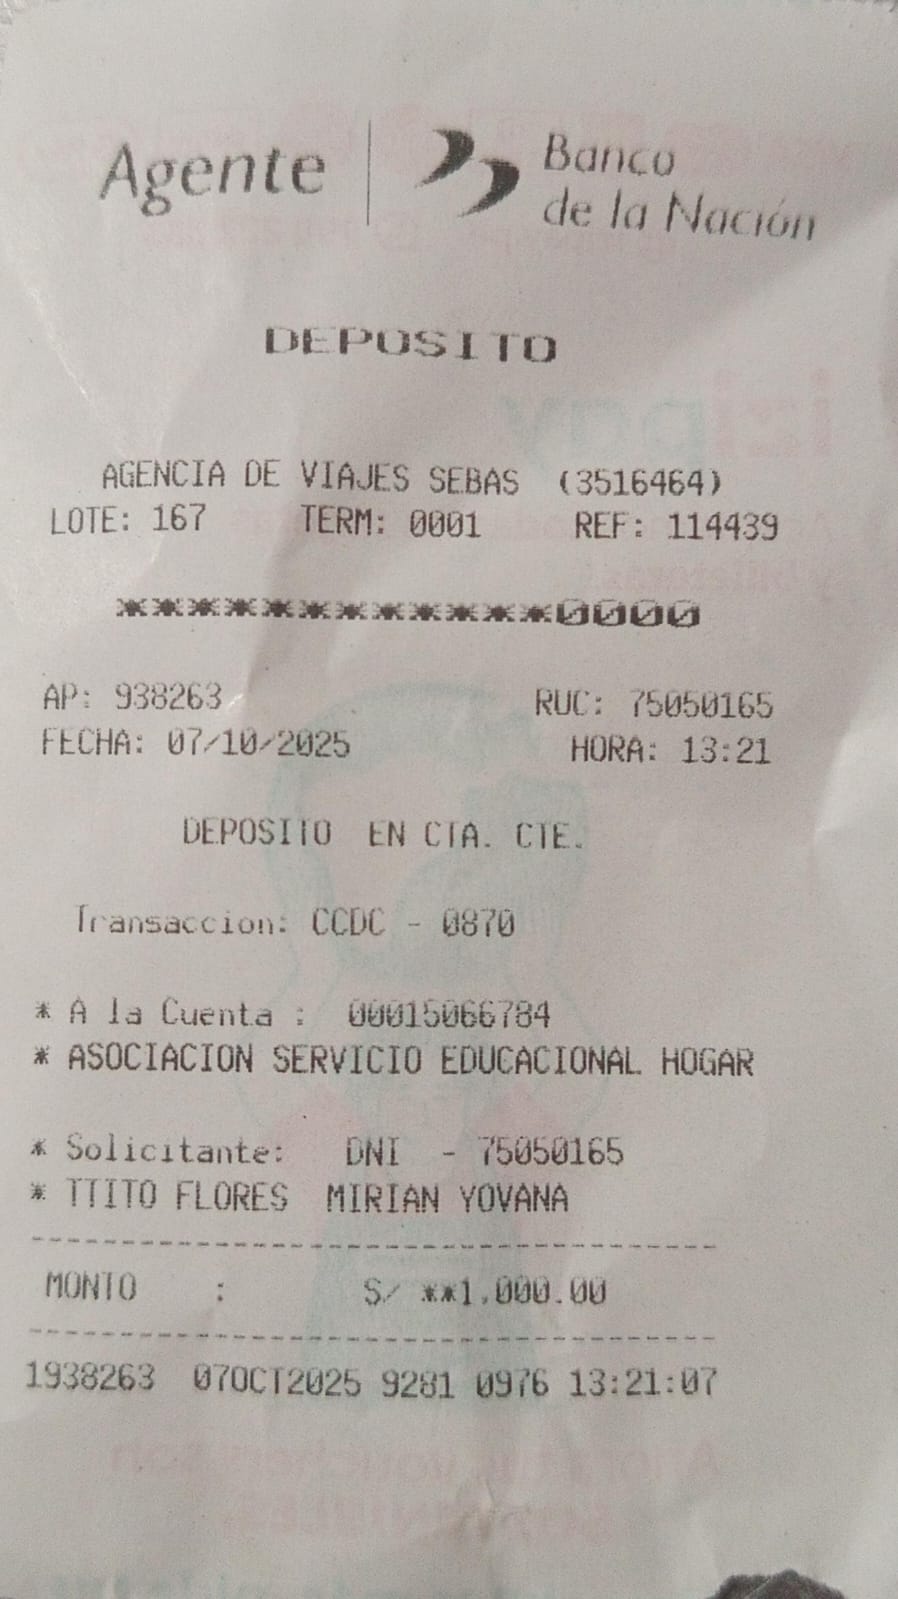 Agente | Banco de la Nación
DEPOSITO
AGENCIA DE VIAJES SEBAS (3516464)
LOTE: 167 TERM: 0001 REF: 114439
************0000
AP: 938263 RUC: 75050165
FECHA: 07/10/2025 HORA: 13:21
DEPOSITO EN CTA. CTE.
Transaccion: CCDC - 0870
* A la Cuenta : 00015066784
* ASOCIACION SERVICIO EDUCACIONAL HOGAR
* Solicitante: DNI - 75050165
* TTITO FLORES MIRIAN YOVANA
MONTO : S/ **1,000.00
1938263 07OCT2025 9281 0976 13:21:07